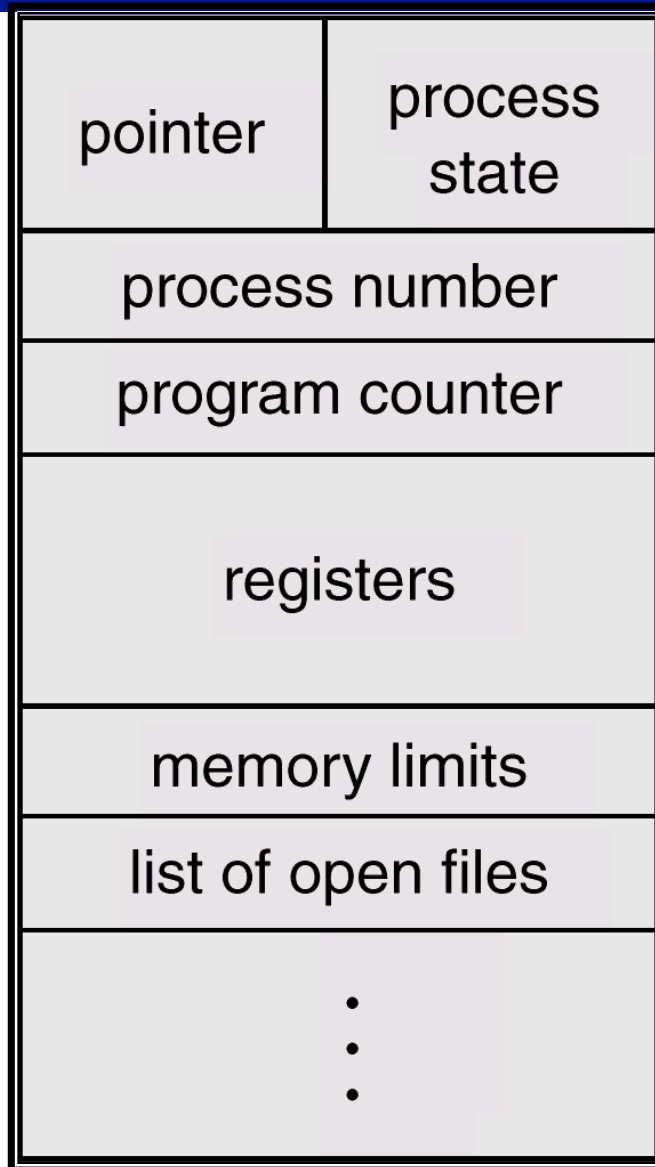 pointer
process
state
process number
program counter
registers
memory limits
list of open files
.
.
.